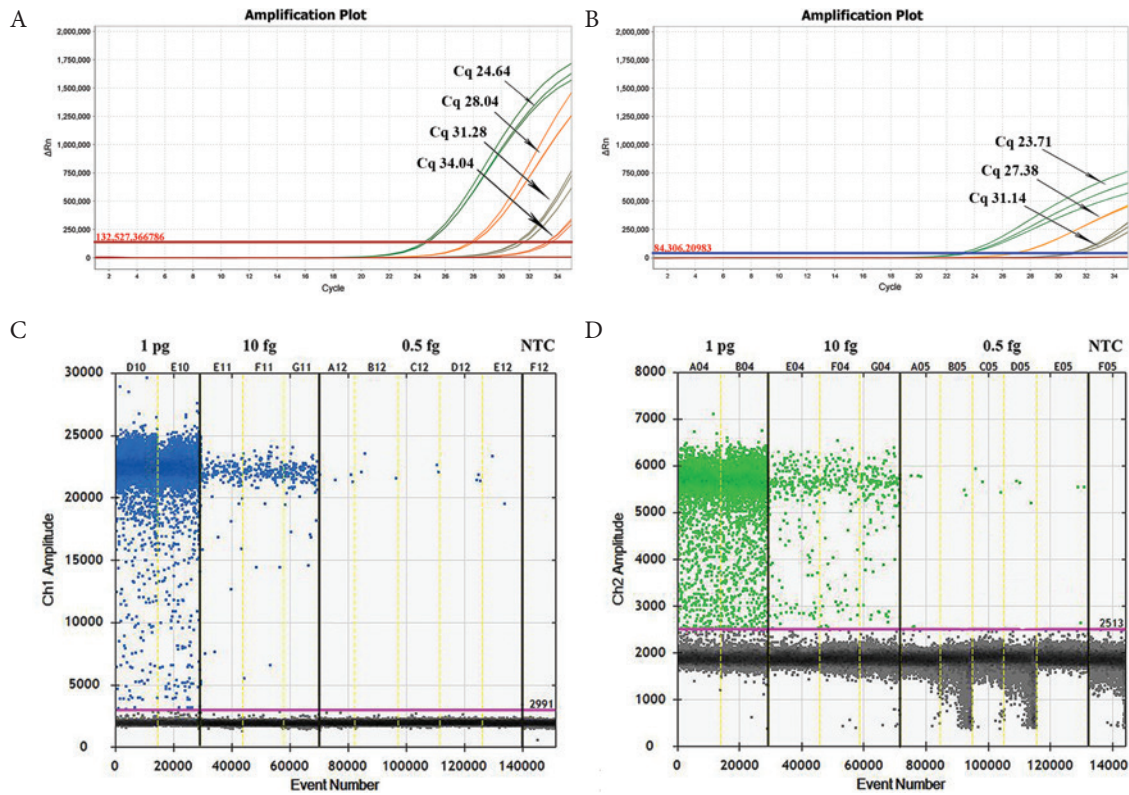 A
Amplification Plot
2,000,000
1,750,000
1,500,000
1,250,000
1,000,000
750,000
500,000
250,000
0
ΔRn
Cq 24.64
Cq 28.04
Cq 31.28
Cq 34.04
132.527,366786
2 4 6 8 10 12 14 16 18 20 22 24 26 28 30 32 34
Cycle
B
Amplification Plot
2,000,000
1,750,000
1,500,000
1,250,000
1,000,000
750,000
500,000
250,000
0
ΔRn
Cq 23.71
Cq 27.38
Cq 31.14
84,306.20983
2 4 6 8 10 12 14 16 18 20 22 24 26 28 30 32 34
Cycle
C
1 pg 10 fg 0.5 fg NTC
D10 E10 E11 F11 G11 A12 B12 C12 D12 E12 F12
30000
25000
20000
15000
10000
5000
0
Ch1 Amplitude
2991
0 20000 40000 60000 80000 100000 120000 140000
Event Number
D
1 pg 10 fg 0.5 fg NTC
A04 B04 E04 F04 G04 A05 B05 C05 D05 E05 F05
8000
7000
6000
5000
4000
3000
2000
1000
0
Ch2 Amplitude
2513
0 20000 40000 60000 80000 100000 120000 140000
Event Number